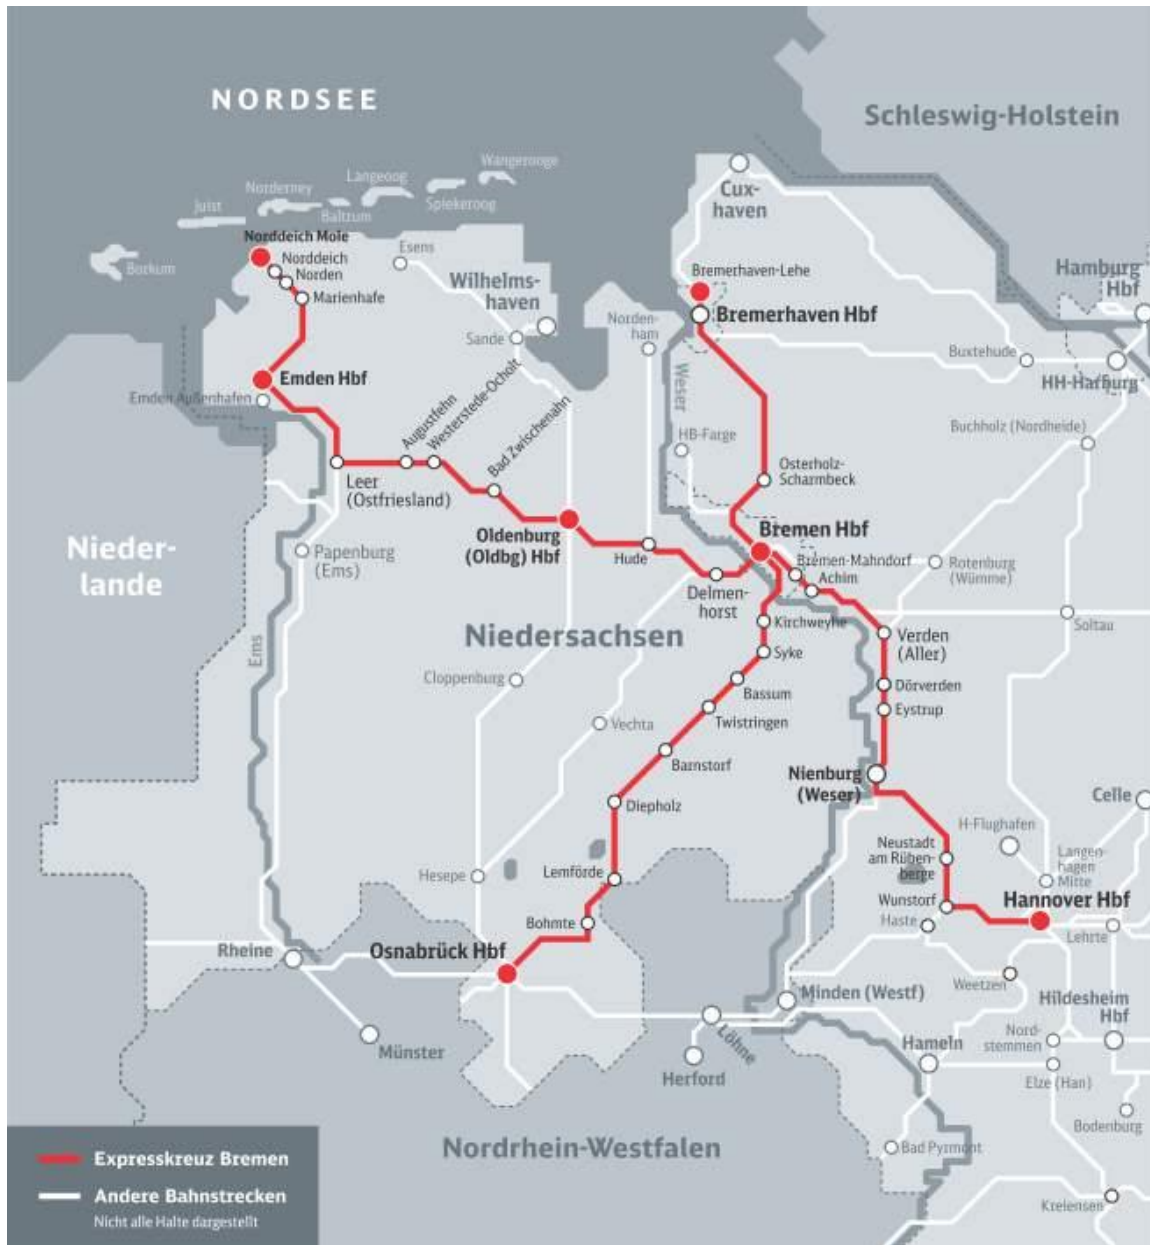 NORDSEE
Schleswig-Holstein
Wangerooge
Langeoog
Spiekeroog
Norderney
Baltrum
Juist
Borkum
Norddeich Mole
Norddeich
Norden
Marienhafe
Esens
Wilhelms-
haven
Sande
Cux-
haven
Bremerhaven-Lehe
Bremerhaven Hbf
Hamburg
Hbf
Norden-
ham
Buxtehude
HH-Harburg
Weser
Emden Hbf
Emden Außenhafen
Augustfehn
Westerstede-Ocholt
Bad Zwischenahn
HB-Farge
Buchholz (Nordheide)
Leer
(Ostfriesland)
Osterholz-
Scharmbeck
Oldenburg
(Oldbg) Hbf
Bremen Hbf
Nieder-
lande
Papenburg
(Ems)
Hude
Delmen-
horst
Bremen-Mahndorf
Achim
Rotenburg
(Wümme)
Niedersachsen
Ems
Kirchweyhe
Verden
(Aller)
Soltau
Syke
Cloppenburg
Bassum
Dörverden
Eystrup
Twistringen
Vechta
Barnstorf
Nienburg
(Weser)
Diepholz
Celle
H-Flughafen
Neustadt
am Rüben-
berge
Langen-
hagen
Mitte
Hesepe
Lemförde
Wunstorf
Hannover Hbf
Haste
Lehrte
Bohmte
Rheine
Osnabrück Hbf
Weetzen
Minden (Westf)
Hildesheim
Hbf
Löhne
Münster
Herford
Hameln
Nord-
stemmen
Elze (Han)
Bodenburg
Nordrhein-Westfalen
Bad Pyrmont
Kreiensen
Expresskreuz Bremen
Andere Bahnstrecken
Nicht alle Halte dargestellt